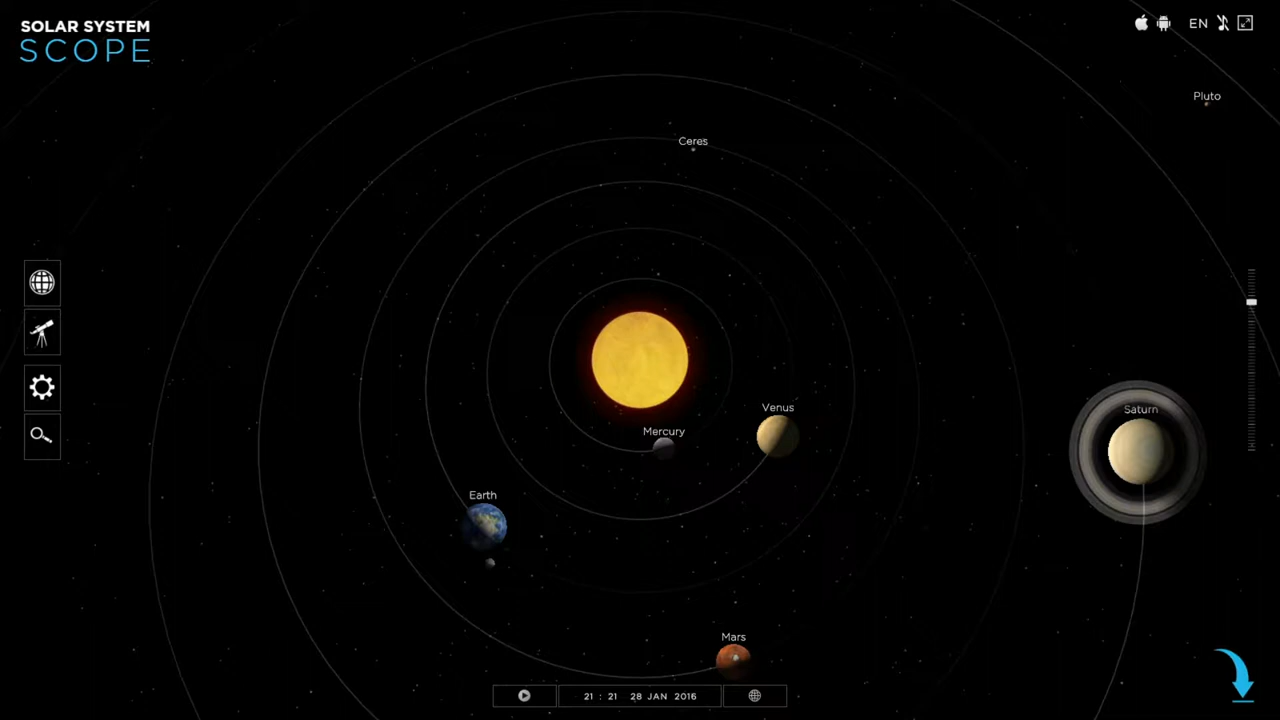 SOLAR SYSTEM
SCOPE
EN
Pluto
Ceres
Venus
Saturn
Mercury
Earth
Mars
21 : 21 28 JAN 2016